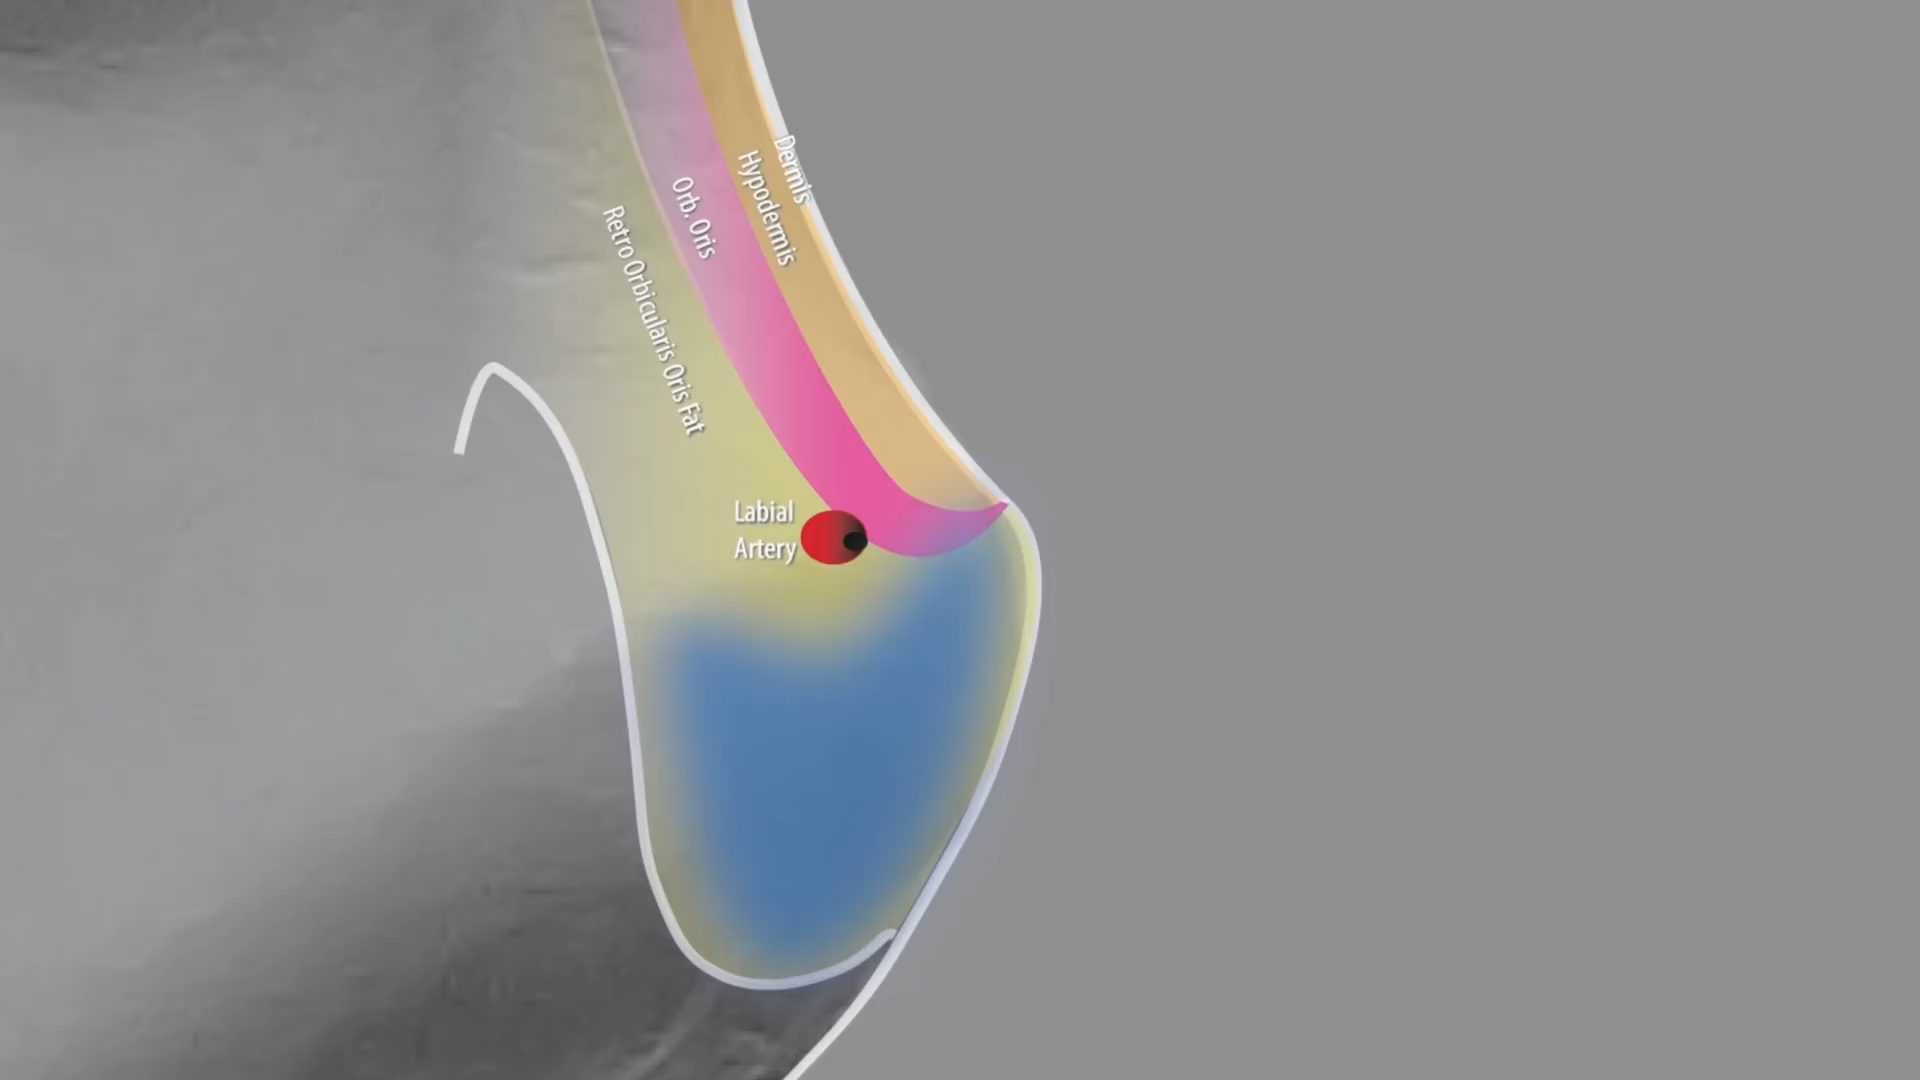 Dermis
Hypodermis
Orb. Oris
Retro Orbicularis Oris Fat
Labial
Artery